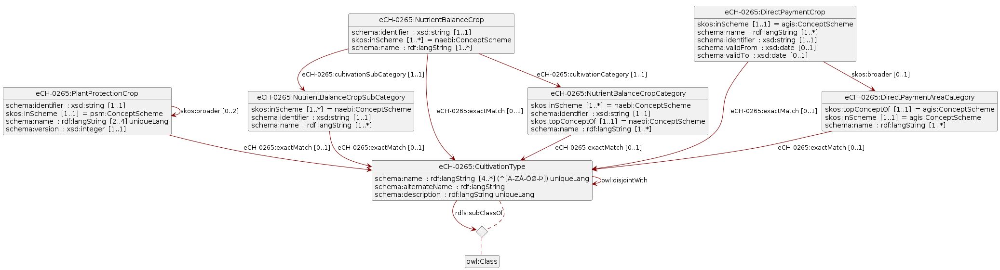 eCH-0265:NutrientBalanceCrop
schema:identifier : xsd:string [1..1]
skos:inScheme [1..*] = naebi:ConceptScheme
schema:name : rdf:langString [1..*]
eCH-0265:DirectPaymentCrop
skos:inScheme [1..1] = agis:ConceptScheme
schema:name : rdf:langString [1..*]
schema:identifier : xsd:string [1..1]
schema:validFrom : xsd:date [0..1]
schema:validTo : xsd:date [0..1]
eCH-0265:cultivationSubCategory [1..1]
eCH-0265:cultivationCategory [1..1]
skos:broader [0..1]
eCH-0265:PlantProtectionCrop
schema:identifier : xsd:string [1..1]
skos:inScheme [1..1] = psm:ConceptScheme
schema:name : rdf:langString [2..4] uniqueLang
schema:version : xsd:integer [1..1]
skos:broader [0..2]
eCH-0265:NutrientBalanceCropSubCategory
skos:inScheme [1..*] = naebi:ConceptScheme
schema:identifier : xsd:string [1..1]
schema:name : rdf:langString [1..*]
eCH-0265:exactMatch [0..1]
eCH-0265:NutrientBalanceCropCategory
skos:inScheme [1..*] = naebi:ConceptScheme
schema:identifier : xsd:string [1..1]
skos:topConceptOf [1..1] = naebi:ConceptScheme
schema:name : rdf:langString [1..*]
eCH-0265:exactMatch [0..1]
eCH-0265:DirectPaymentAreaCategory
skos:topConceptOf [1..1] = agis:ConceptScheme
skos:inScheme [1..1] = agis:ConceptScheme
schema:name : rdf:langString [1..*]
eCH-0265:exactMatch [0..1]
eCH-0265:exactMatch [0..1]
eCH-0265:exactMatch [0..1]
eCH-0265:exactMatch [0..1]
eCH-0265:CultivationType
schema:name : rdf:langString [4..*] (^[A-ZÀ-ÖØ-Þ]) uniqueLang
schema:alternateName : rdf:langString
schema:description : rdf:langString uniqueLang
owl:disjointWith
rdfs:subClassOf
owl:Class